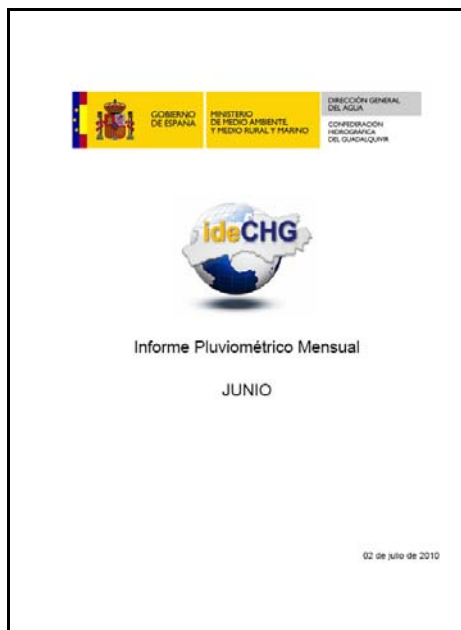 GOBIERNO
DE ESPAÑA
MINISTERIO
DE MEDIO AMBIENTE,
Y MEDIO RURAL Y MARINO
DIRECCIÓN GENERAL
DEL AGUA
CONFEDERACIÓN
HIDROGRÁFICA
DEL GUADALQUIVIR
ideCHG
Informe Pluviométrico Mensual
JUNIO
02 de julio de 2010